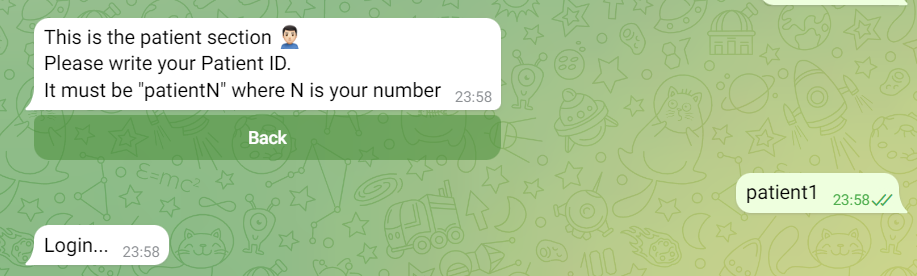 This is the patient section 🙎🏻‍♂️
Please write your Patient ID.
It must be "patientN" where N is your number 23:58
Back
patient1 23:58
Login... 23:58
E=mc²